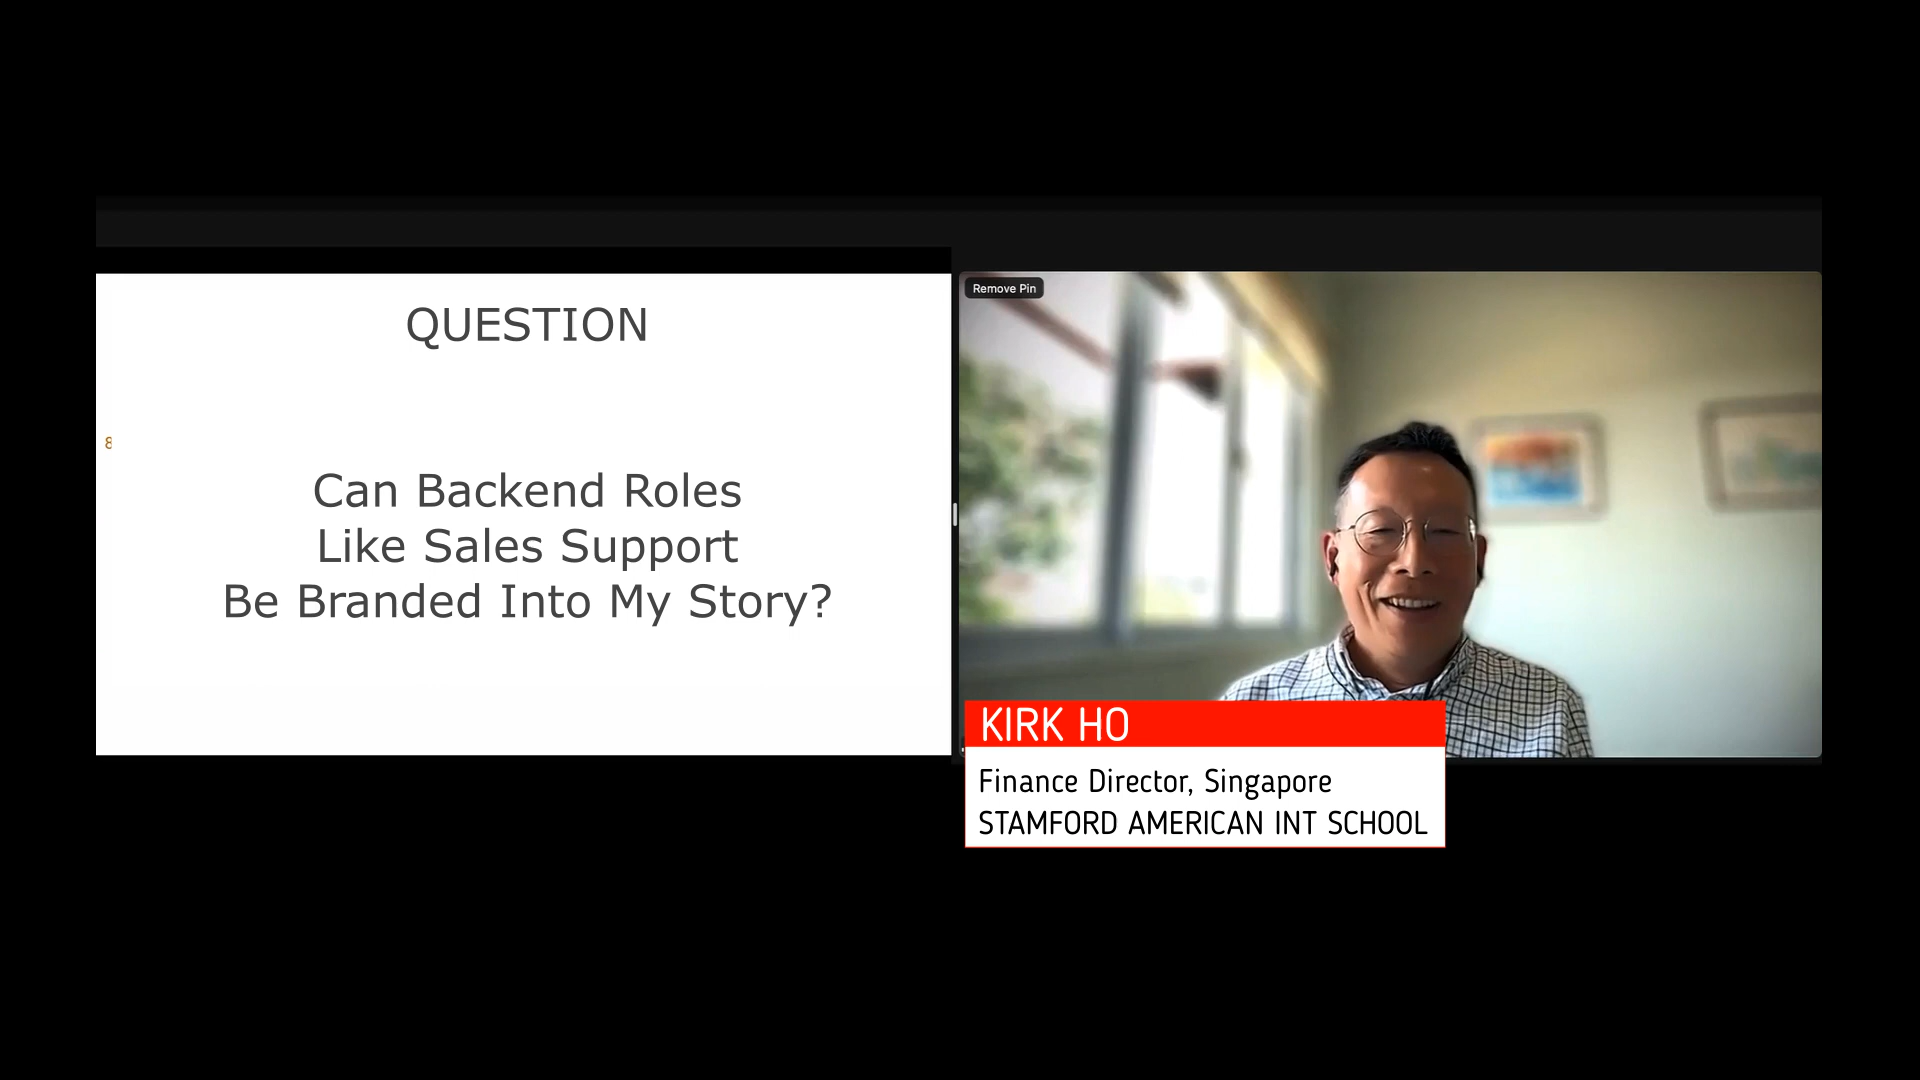 QUESTION
8
Can Backend Roles
Like Sales Support
Be Branded Into My Story?
Remove Pin
KIRK HO
Finance Director, Singapore
STAMFORD AMERICAN INT SCHOOL